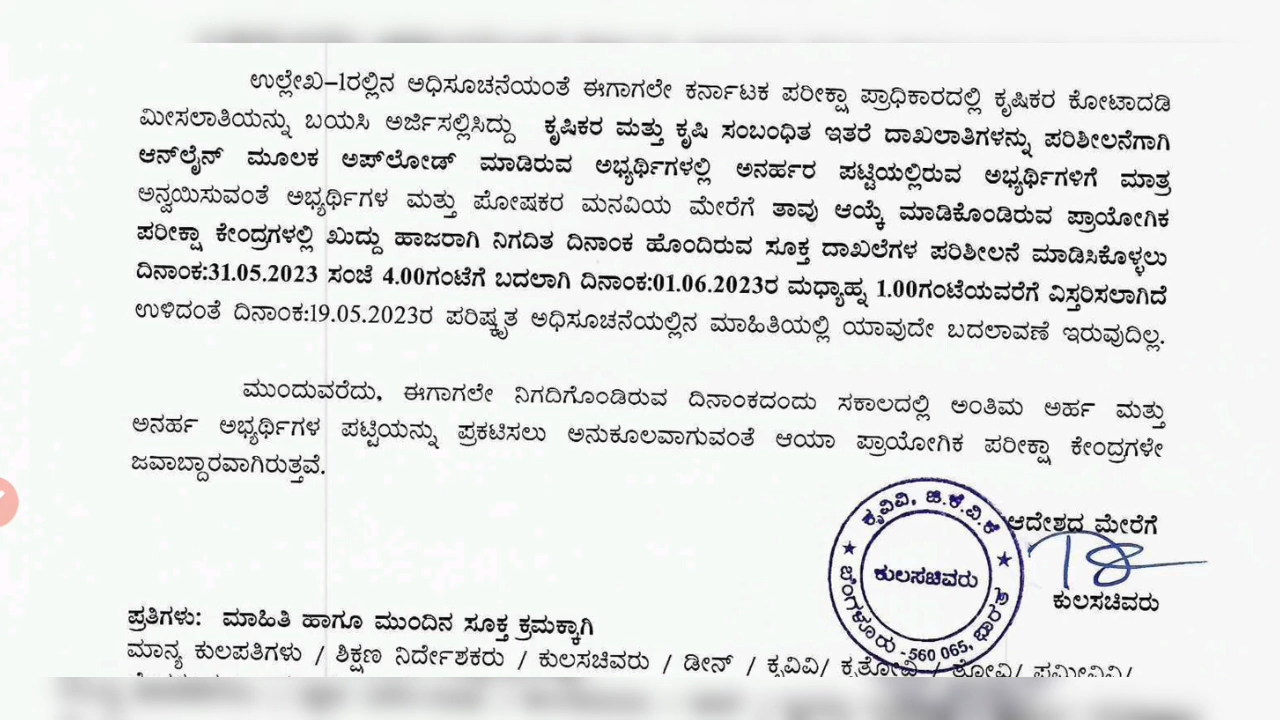 ಉಲ್ಲೇಖ–1ರಲ್ಲಿನ ಅಧಿಸೂಚನೆಯಂತೆ ಈಗಾಗಲೇ ಕರ್ನಾಟಕ ಪರೀಕ್ಷಾ ಪ್ರಾಧಿಕಾರದಲ್ಲಿ ಕೃಷಿಕರ ಕೋಟಾದಡಿ
ಮೀಸಲಾತಿಯನ್ನು ಬಯಸಿ ಅರ್ಜಿಸಲ್ಲಿಸಿದ್ದು ಕೃಷಿಕರ ಮತ್ತು ಕೃಷಿ ಸಂಬಂಧಿತ ಇತರೆ ದಾಖಲಾತಿಗಳನ್ನು ಪರಿಶೀಲನೆಗಾಗಿ
ಆನ್‌ಲೈನ್ ಮೂಲಕ ಅಪ್‌ಲೋಡ್ ಮಾಡಿರುವ ಅಭ್ಯರ್ಥಿಗಳಲ್ಲಿ ಅನರ್ಹರ ಪಟ್ಟಿಯಲ್ಲಿರುವ ಅಭ್ಯರ್ಥಿಗಳಿಗೆ ಮಾತ್ರ
ಅನ್ವಯಿಸುವಂತೆ ಅಭ್ಯರ್ಥಿಗಳ ಮತ್ತು ಪೋಷಕರ ಮನವಿಯ ಮೇರೆಗೆ ತಾವು ಆಯ್ಕೆ ಮಾಡಿಕೊಂಡಿರುವ ಪ್ರಾಯೋಗಿಕ
ಪರೀಕ್ಷಾ ಕೇಂದ್ರಗಳಲ್ಲಿ ಖುದ್ದು ಹಾಜರಾಗಿ ನಿಗದಿತ ದಿನಾಂಕ ಹೊಂದಿರುವ ಸೂಕ್ತ ದಾಖಲೆಗಳ ಪರಿಶೀಲನೆ ಮಾಡಿಸಿಕೊಳ್ಳಲು
ದಿನಾಂಕ:31.05.2023 ಸಂಜೆ 4.00ಗಂಟೆಗೆ ಬದಲಾಗಿ ದಿನಾಂಕ:01.06.2023ರ ಮಧ್ಯಾಹ್ನ 1.00ಗಂಟೆಯವರೆಗೆ ವಿಸ್ತರಿಸಲಾಗಿದೆ
ಉಳಿದಂತೆ ದಿನಾಂಕ:19.05.2023ರ ಪರಿಷ್ಕೃತ ಅಧಿಸೂಚನೆಯಲ್ಲಿನ ಮಾಹಿತಿಯಲ್ಲಿ ಯಾವುದೇ ಬದಲಾವಣೆ ಇರುವುದಿಲ್ಲ.
ಮುಂದುವರೆದು, ಈಗಾಗಲೇ ನಿಗದಿಗೊಂಡಿರುವ ದಿನಾಂಕದಂದು ಸಕಾಲದಲ್ಲಿ ಅಂತಿಮ ಅರ್ಹ ಮತ್ತು
ಅನರ್ಹ ಅಭ್ಯರ್ಥಿಗಳ ಪಟ್ಟಿಯನ್ನು ಪ್ರಕಟಿಸಲು ಅನುಕೂಲವಾಗುವಂತೆ ಆಯಾ ಪ್ರಾಯೋಗಿಕ ಪರೀಕ್ಷಾ ಕೇಂದ್ರಗಳೇ
ಜವಾಬ್ದಾರವಾಗಿರುತ್ತವೆ.
ಆದೇಶದ ಮೇರೆಗೆ
ಕೃವಿವಿ, ಜಿ.ಕೆ.ವಿ.ಕೆ
ಕುಲಸಚಿವರು
ಬೆಂಗಳೂರು -560 065, ಭಾರತ
ಕುಲಸಚಿವರು
ಪ್ರತಿಗಳು: ಮಾಹಿತಿ ಹಾಗೂ ಮುಂದಿನ ಸೂಕ್ತ ಕ್ರಮಕ್ಕಾಗಿ
ಮಾನ್ಯ ಕುಲಪತಿಗಳು / ಶಿಕ್ಷಣ ನಿರ್ದೇಶಕರು / ಕುಲಸಚಿವರು / ಡೀನ್ / ಕೃವಿವಿ/ ಕೃತೋವಿ / ತೋವಿ/